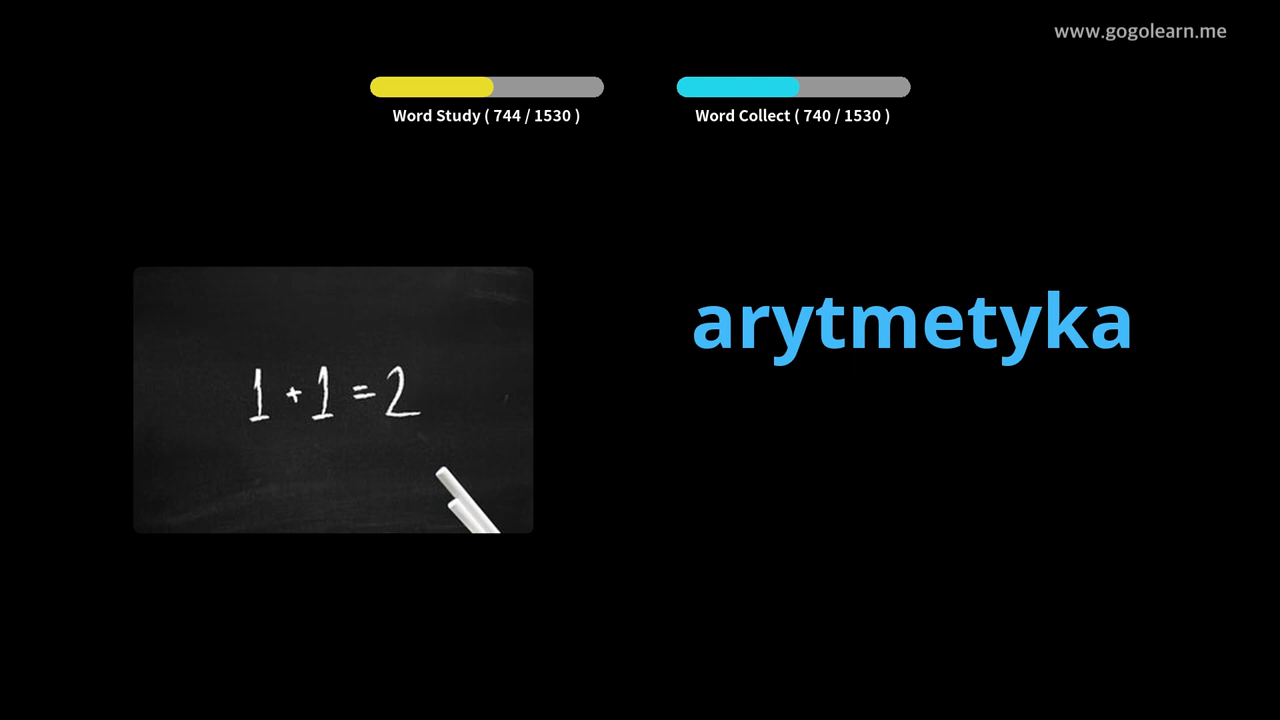 www.gogolearn.me
Word Study ( 744 / 1530 )
Word Collect ( 740 / 1530 )
arytmetyka
1 + 1 = 2